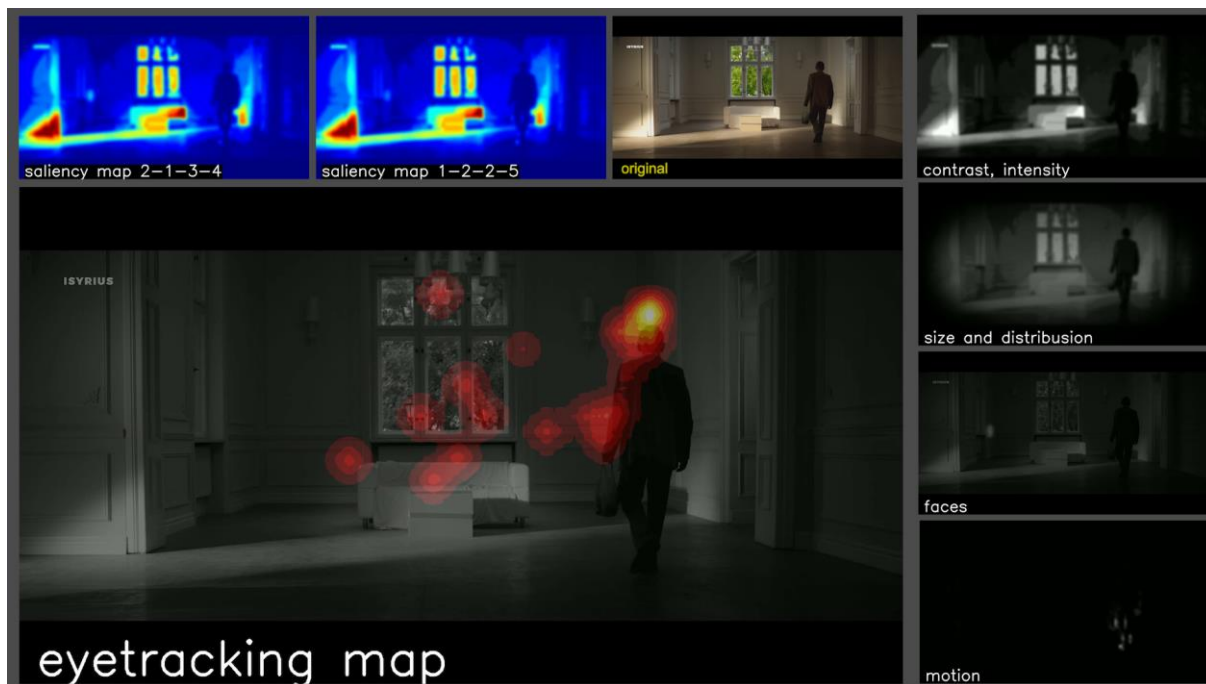 saliency map 2-1-3-4
saliency map 1-2-2-5
original
contrast, intensity
size and distribusion
faces
motion
ISYRIUS
eyetracking map